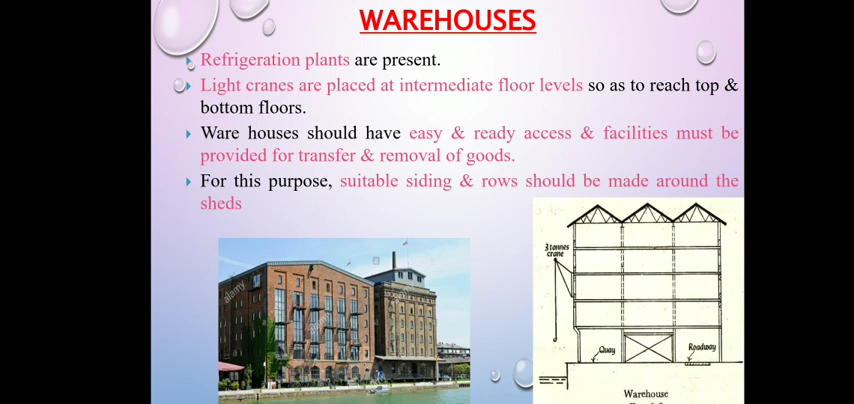 WAREHOUSES
Refrigeration plants are present.
Light cranes are placed at intermediate floor levels so as to reach top &
bottom floors.
Ware houses should have easy & ready access & facilities must be
provided for transfer & removal of goods.
For this purpose, suitable siding & rows should be made around the
sheds
3 tonnes
crane
alamy
alamy
Quay
Roadway
Warehouse